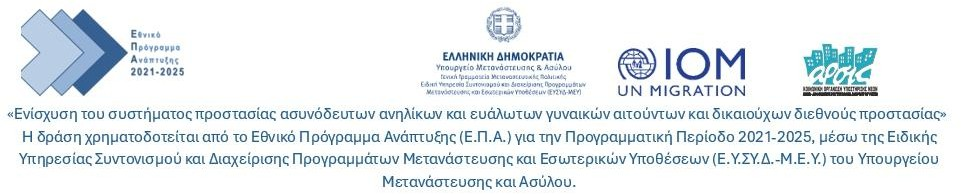 Εθνικό
Πρόγραμμα
Ανάπτυξης
2021-2025
ΕΛΛΗΝΙΚΗ ΔΗΜΟΚΡΑΤΙΑ
Υπουργείο Μετανάστευσης & Ασύλου
Γενική Γραμματεία Μεταναστευτικής Πολιτικής
Ειδική Υπηρεσία Συντονισμού και Διαχείρισης Προγραμμάτων
Μετανάστευσης και Εσωτερικών Υποθέσεων (ΕΥΣΥΔ-ΜΕΥ)
IOM
UN MIGRATION
άρσις
ΚΟΙΝΩΝΙΚΗ ΟΡΓΑΝΩΣΗ ΥΠΟΣΤΗΡΙΞΗΣ ΝΕΩΝ
«Ενίσχυση του συστήματος προστασίας ασυνόδευτων ανηλίκων και ευάλωτων γυναικών αιτούντων και δικαιούχων διεθνούς προστασίας»
Η δράση χρηματοδοτείται από το Εθνικό Πρόγραμμα Ανάπτυξης (Ε.Π.Α.) για την Προγραμματική Περίοδο 2021-2025, μέσω της Ειδικής
Υπηρεσίας Συντονισμού και Διαχείρισης Προγραμμάτων Μετανάστευσης και Εσωτερικών Υποθέσεων (Ε.Υ.ΣΥ.Δ.-Μ.Ε.Υ.) του Υπουργείου
Μετανάστευσης και Ασύλου.